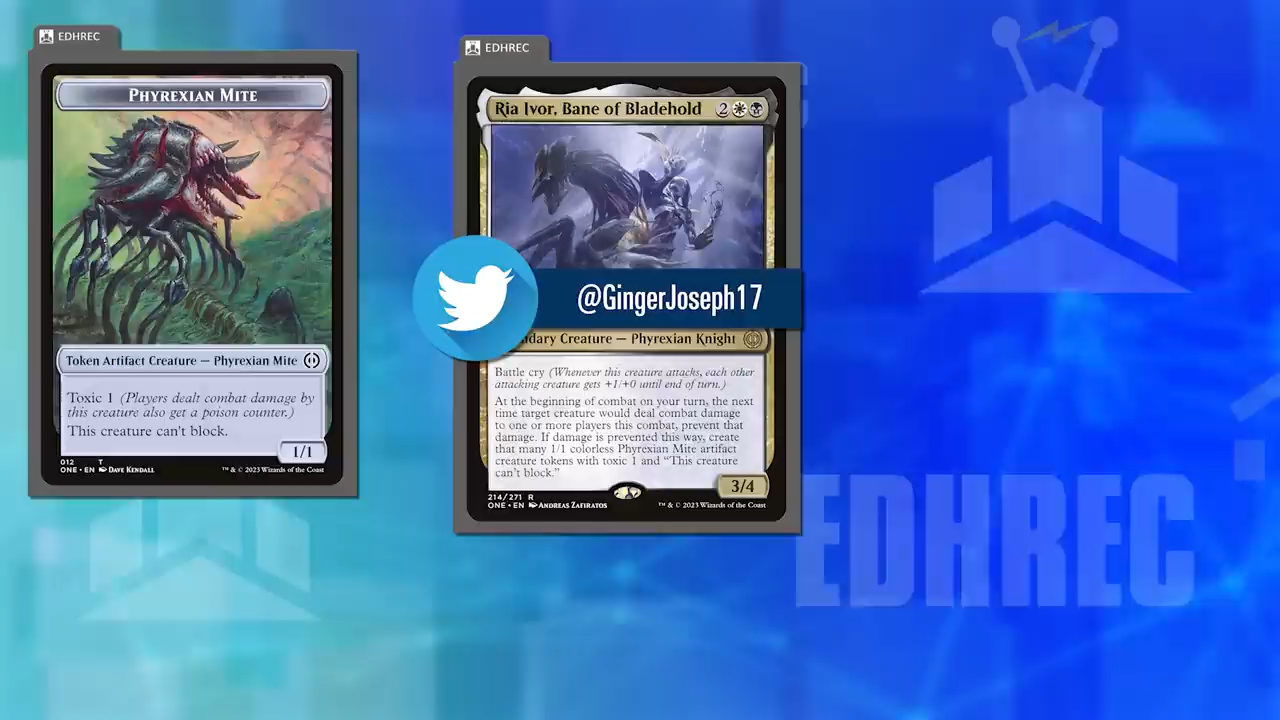 EDHREC
PHYREXIAN MITE
Token Artifact Creature — Phyrexian Mite
Toxic 1 (Players dealt combat damage by
this creature also get a poison counter.)
This creature can't block.
1/1
012 T
ONE • EN DAVE KENDALL
™ & © 2023 Wizards of the Coast
EDHREC
Ria Ivor, Bane of Bladehold 2
@GingerJoseph17
ndary Creature — Phyrexian Knight
Battle cry (Whenever this creature attacks, each other
attacking creature gets +1/+0 until end of turn.)
At the beginning of combat on your turn, the next
time target creature would deal combat damage
to one or more players this combat, prevent that
damage. If damage is prevented this way, create
that many 1/1 colorless Phyrexian Mite artifact
creature tokens with toxic 1 and “This creature
can't block.”
3/4
214/271 R
ONE • EN ANDREAS ZAFIRATOS
™ & © 2023 Wizards of the Coast
EDHREC